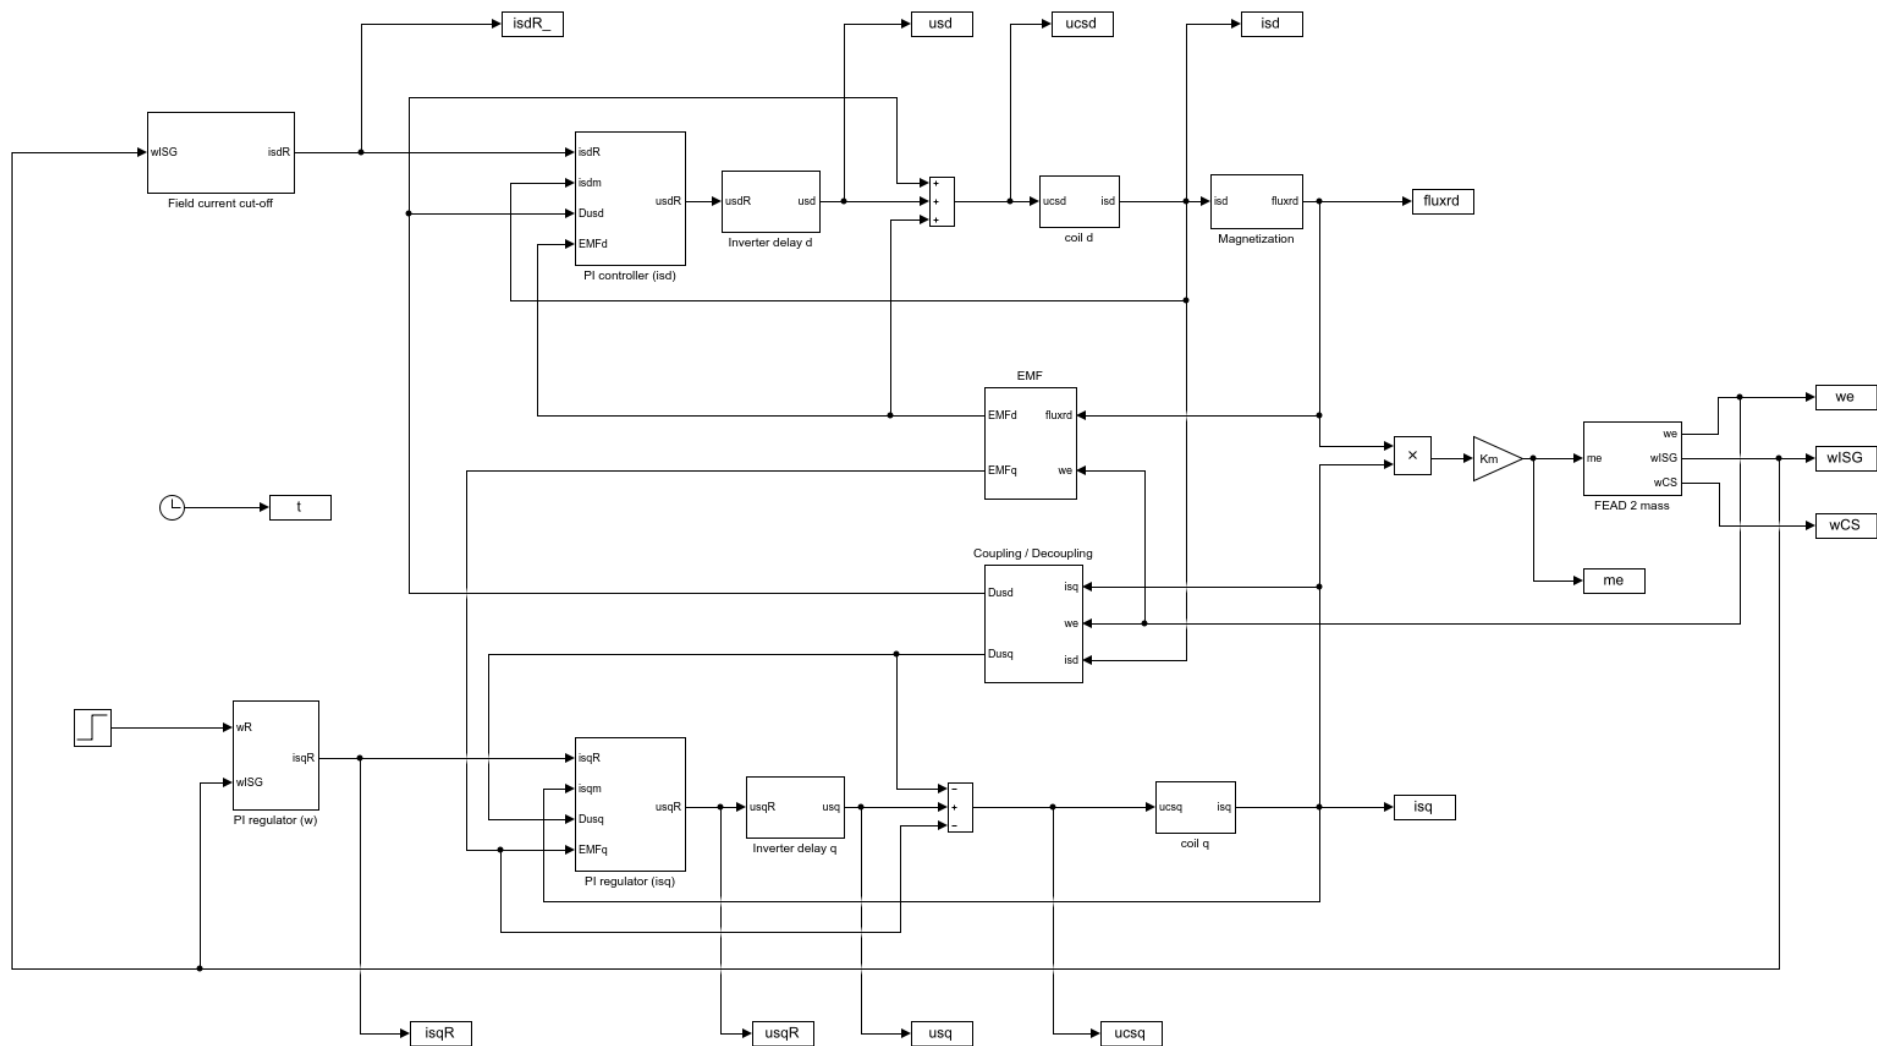 isdR_
usd
ucsd
isd
wISG
isdR
Field current cut-off
isdR
isdm
Dusd
EMFd
usdR
PI controller (isd)
usdR
usd
Inverter delay d
+
+
+
ucsd
isd
coil d
isd
fluxrd
Magnetization
fluxrd
EMF
EMFd
fluxrd
EMFq
we
×
Km
me
we
wISG
wCS
FEAD 2 mass
we
wISG
wCS
me
t
Coupling / Decoupling
Dusd
isq
we
Dusq
isd
wR
isqR
wISG
PI regulator (w)
isqR
isqm
Dusq
EMFq
usqR
PI regulator (isq)
usqR
usq
Inverter delay q
−
+
−
ucsq
isq
coil q
isq
isqR
usqR
usq
ucsq